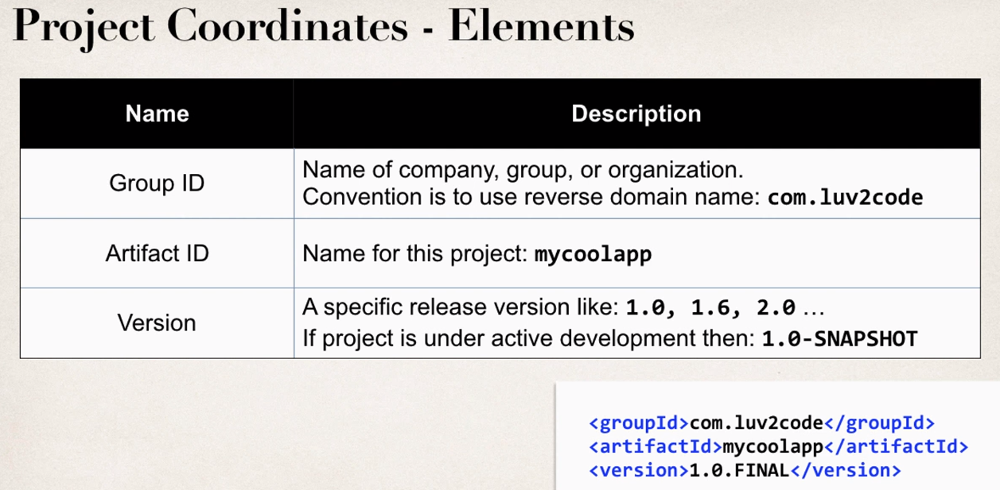 Project Coordinates - Elements
Name
Description
Group ID
Name of company, group, or organization.
Convention is to use reverse domain name: com.luv2code
Artifact ID
Name for this project: mycoolapp
Version
A specific release version like: 1.0, 1.6, 2.0 …
If project is under active development then: 1.0-SNAPSHOT
<groupId>com.luv2code</groupId>
<artifactId>mycoolapp</artifactId>
<version>1.0.FINAL</version>